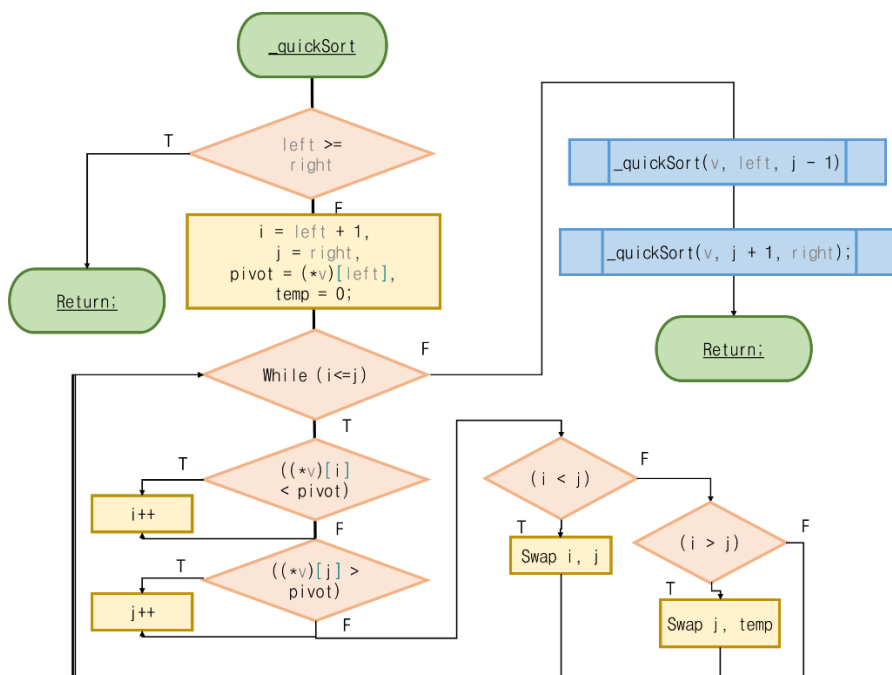 _quickSort
T
left >=
right
F
i = left + 1,
j = right,
pivot = (*v)[left],
temp = 0;
Return;
While (i<=j)
F
_quickSort(v, left, j - 1)
_quickSort(v, j + 1, right);
Return;
T
T
((*v)[i]
< pivot)
i++
F
T
((*v)[j] >
pivot)
j++
F
(i < j)
F
T
Swap i, j
(i > j)
F
T
Swap j, temp